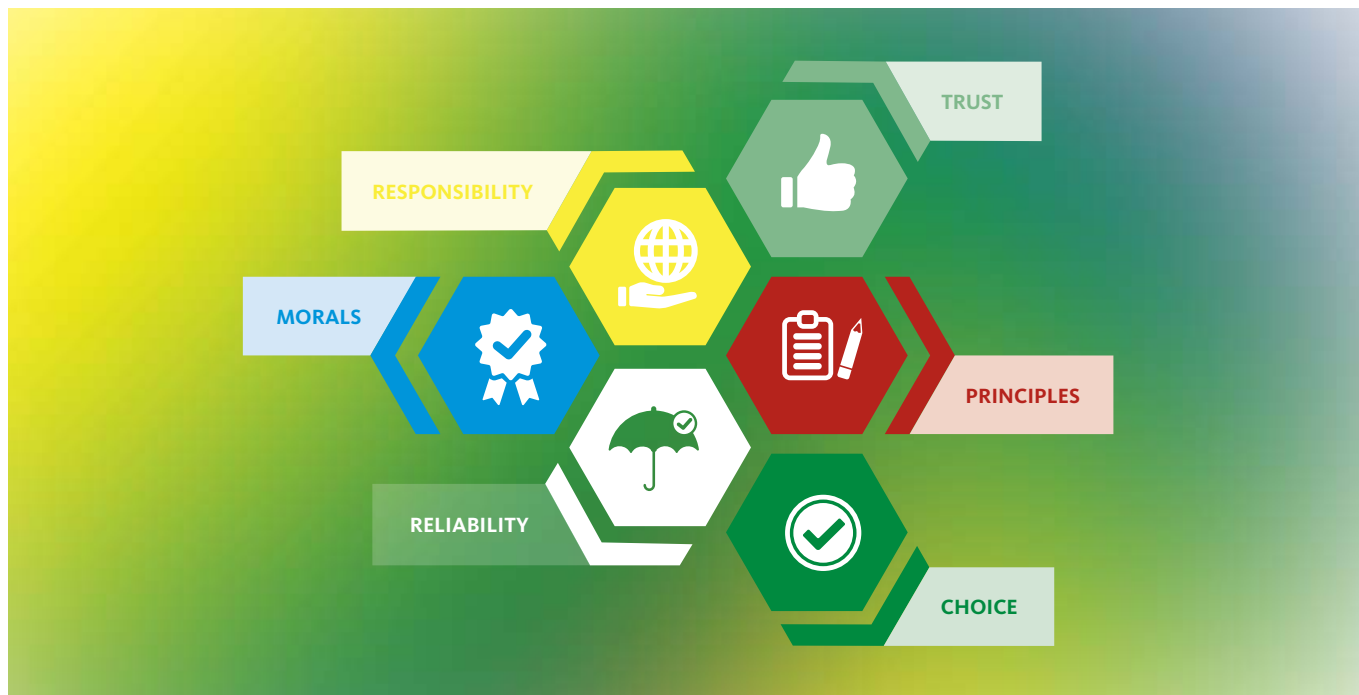 TRUST
RESPONSIBILITY
MORALS
PRINCIPLES
RELIABILITY
CHOICE